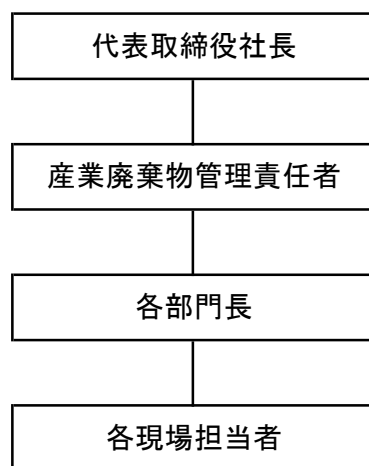 代表取締役社長
産業廃棄物管理責任者
各部門長
各現場担当者